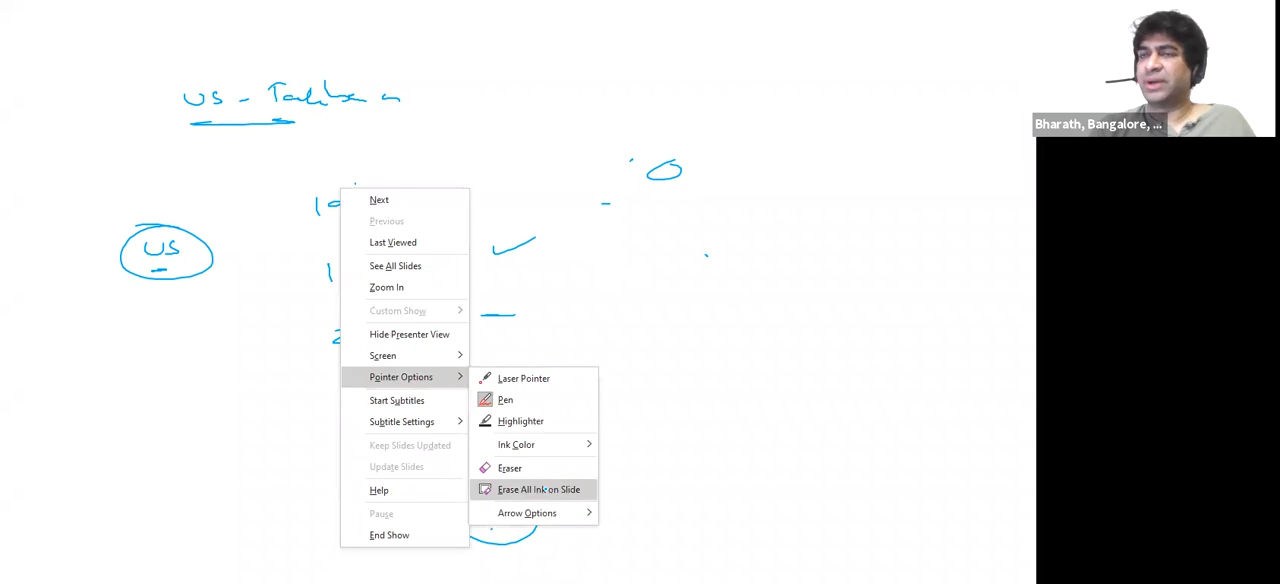 US - Taliban
Bharath, Bangalore, ...
US
Next
Previous
Last Viewed
See All Slides
Zoom In
Custom Show
Hide Presenter View
Screen
Pointer Options
Start Subtitles
Subtitle Settings
Keep Slides Updated
Update Slides
Help
Pause
End Show
Laser Pointer
Pen
Highlighter
Ink Color
Eraser
Erase All Ink on Slide
Arrow Options